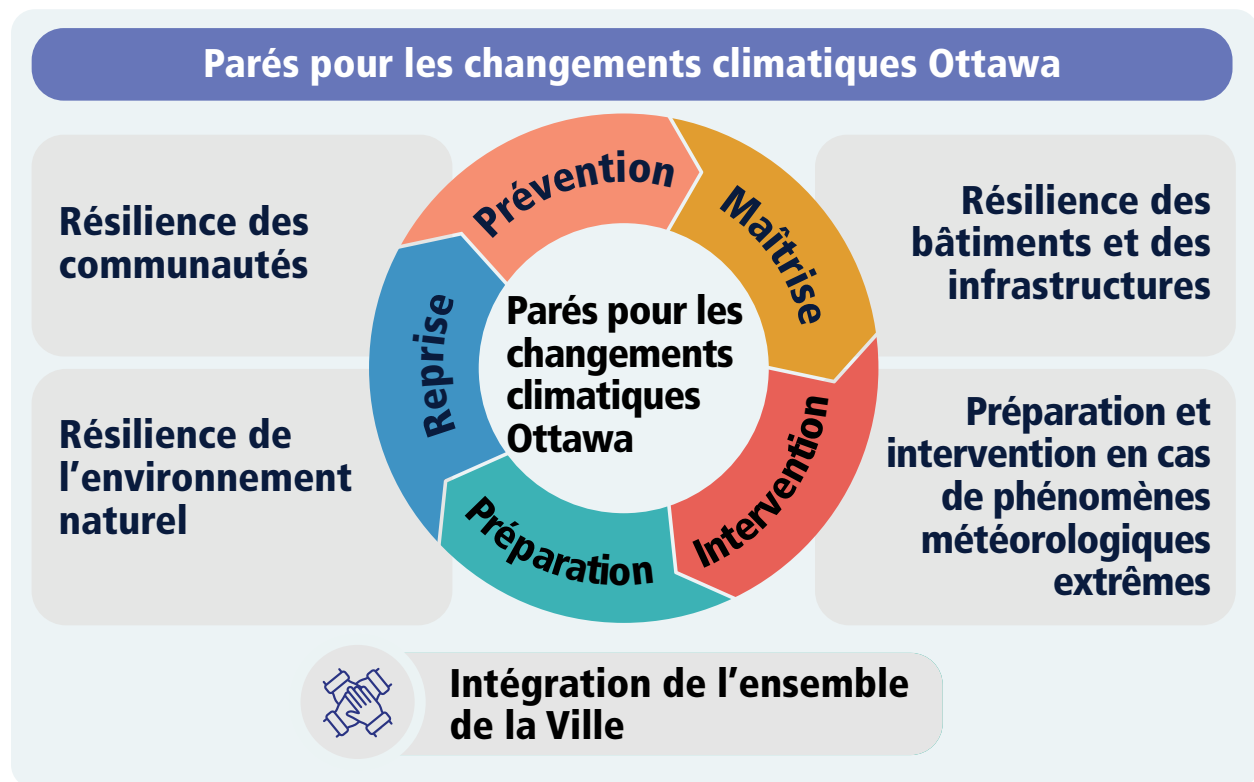 Parés pour les changements climatiques Ottawa
Résilience des
communautés
Résilience de
l’environnement
naturel
Prévention
Maîtrise
Intervention
Préparation
Reprise
Parés pour les
changements
climatiques
Ottawa
Résilience des
bâtiments et des
infrastructures
Préparation et
intervention en cas
de phénomènes
météorologiques
extrêmes
Intégration de l’ensemble
de la Ville